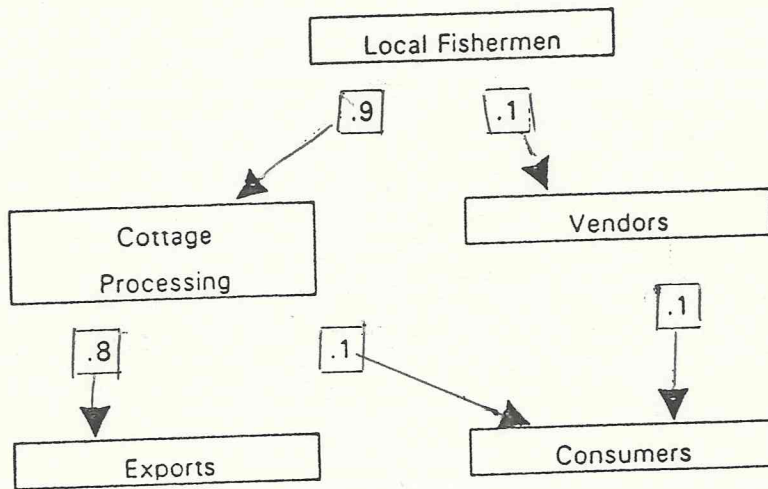 Local Fishermen
.9
.1
Cottage
Processing
Vendors
.8
.1
.1
Exports
Consumers